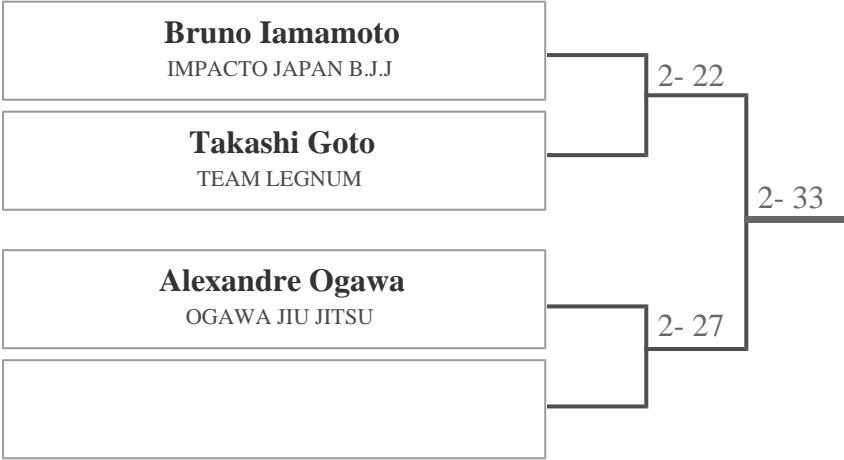 Bruno Iamamoto
IMPACTO JAPAN B.J.J
2- 22
Takashi Goto
TEAM LEGNUM
2- 33
Alexandre Ogawa
OGAWA JIU JITSU
2- 27